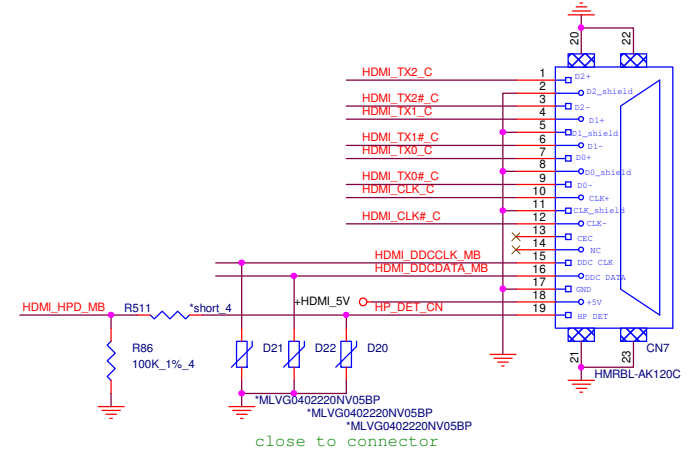 20
22
HDMI_TX2_C
1
D2+
2
D2_shield
HDMI_TX2#_C
3
D2-
HDMI_TX1_C
4
D1+
5
D1_shield
HDMI_TX1#_C
6
D1-
HDMI_TX0_C
7
D0+
8
D0_shield
HDMI_TX0#_C
9
D0-
HDMI_CLK_C
10
CLK+
11
CLK_shield
HDMI_CLK#_C
12
CLK-
13
CEC
14
NC
HDMI_DDCCLK_MB
15
DDC CLK
HDMI_DDCDATA_MB
16
DDC DATA
17
GND
+HDMI_5V
18
+5V
HDMI_HPD_MB
R511
*short_4
HP_DET_CN
19
HP DET
R86
100K_1%_4
D21
D22
D20
21
23
CN7
HMRBL-AK120C
*MLVG0402220NV05BP
*MLVG0402220NV05BP
*MLVG0402220NV05BP
close to connector